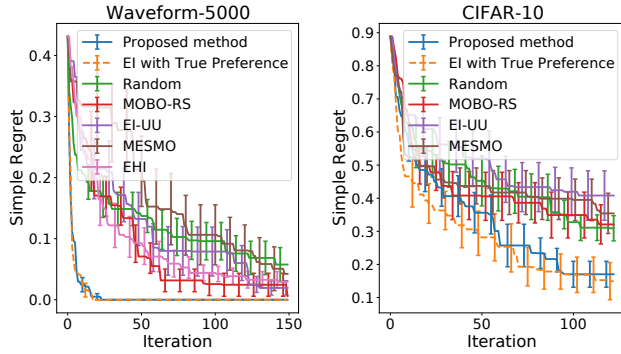 Waveform-5000
Simple Regret
0.4
0.3
0.2
0.1
0.0
Proposed method
EI with True Preference
Random
MOBO-RS
EI-UU
MESMO
EHI
0
50
100
150
Iteration
CIFAR-10
Simple Regret
0.9
0.8
0.7
0.6
0.5
0.4
0.3
0.2
0.1
Proposed method
EI with True Preference
Random
MOBO-RS
EI-UU
MESMO
0
50
100
Iteration